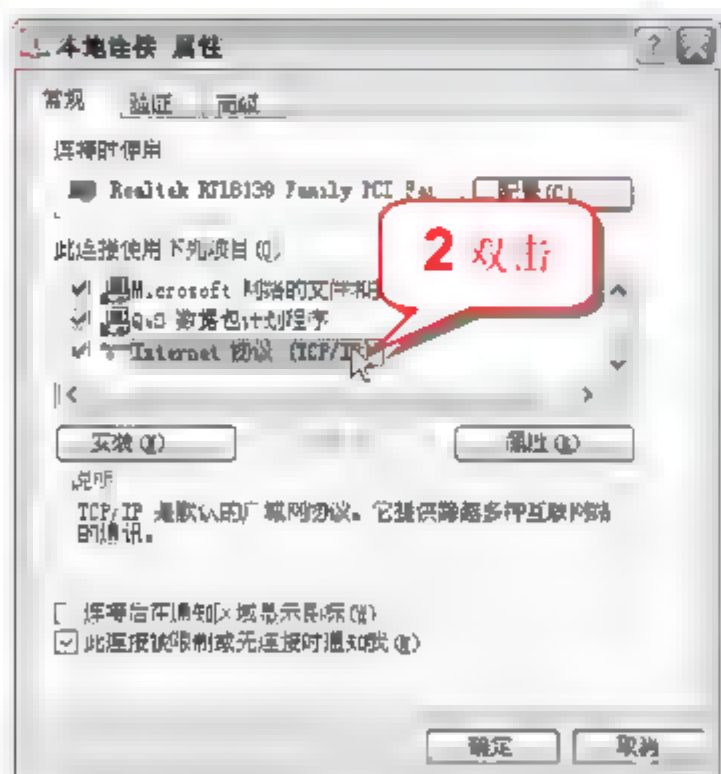 本地连接 属性
常规 验证 高级
连接时使用
Realtek RTL8139 Family PCI Fas 配置(C)
此连接使用下列项目(O)
2 双击
Microsoft 网络的文件和
QoS 数据包计划程序
Internet 协议 (TCP/IP)
安装(N) 属性(R)
说明
TCP/IP 是默认的广域网协议。它提供跨越多种互联网络
的通讯。
连接后在通知区域显示图标(W)
此连接被限制或无连接时通知我(M)
确定 取消